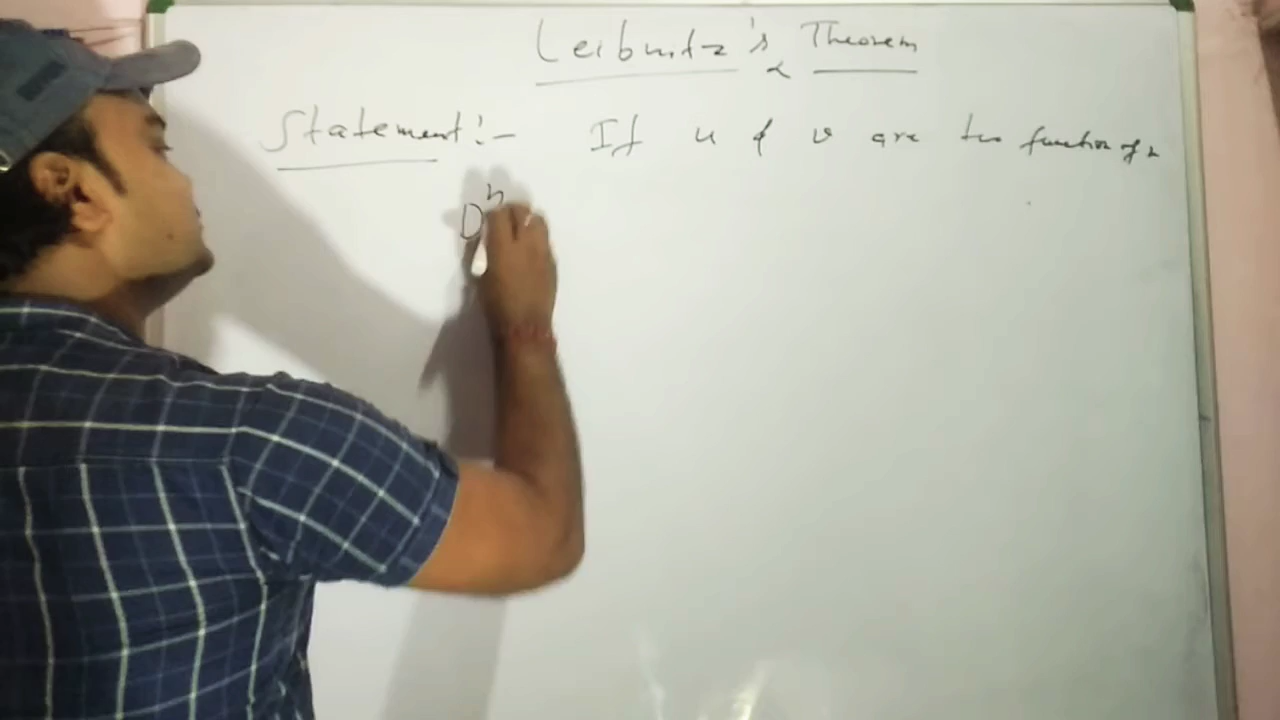 Leibnitz's Theorem
Statement:- If u & v are two function of x
D^n